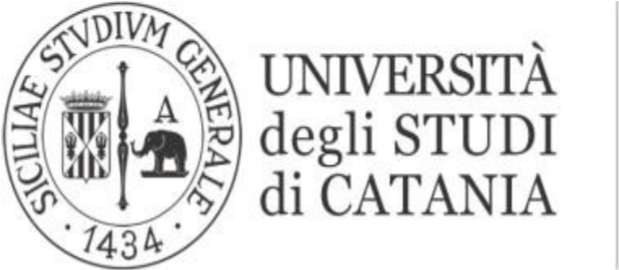 SICILIAE STVDIVM GENERALE
· 1434 ·
A
UNIVERSITÀ
degli STUDI
di CATANIA